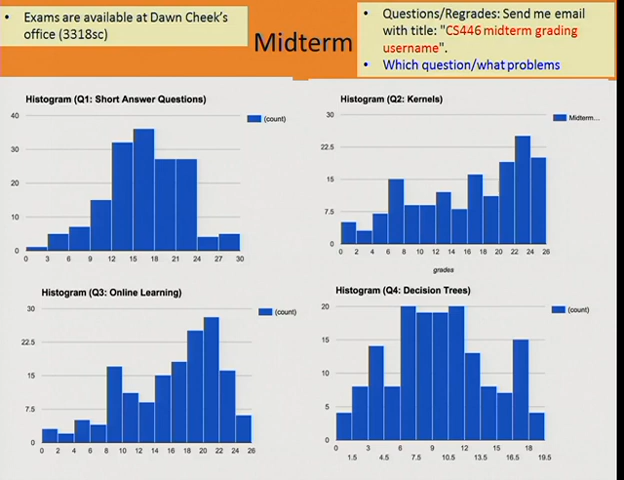 • Exams are available at Dawn Cheek's
office (3318sc)
Midterm
• Questions/Regrades: Send me email
with title: "CS446 midterm grading
username".
• Which question/what problems
Histogram (Q1: Short Answer Questions)
(count)
40
30
20
10
0
0 3 6 9 12 15 18 21 24 27 30
Histogram (Q2: Kernels)
Midterm...
30
22.5
15
7.5
0
0 2 4 6 8 10 12 14 16 18 20 22 24 26
grades
Histogram (Q3: Online Learning)
(count)
30
22.5
15
7.5
0
0 2 4 6 8 10 12 14 16 18 20 22 24 26
Histogram (Q4: Decision Trees)
(count)
20
15
10
5
0
0 3 6 9 12 15 18
1.5 4.5 7.5 10.5 13.5 16.5 19.5